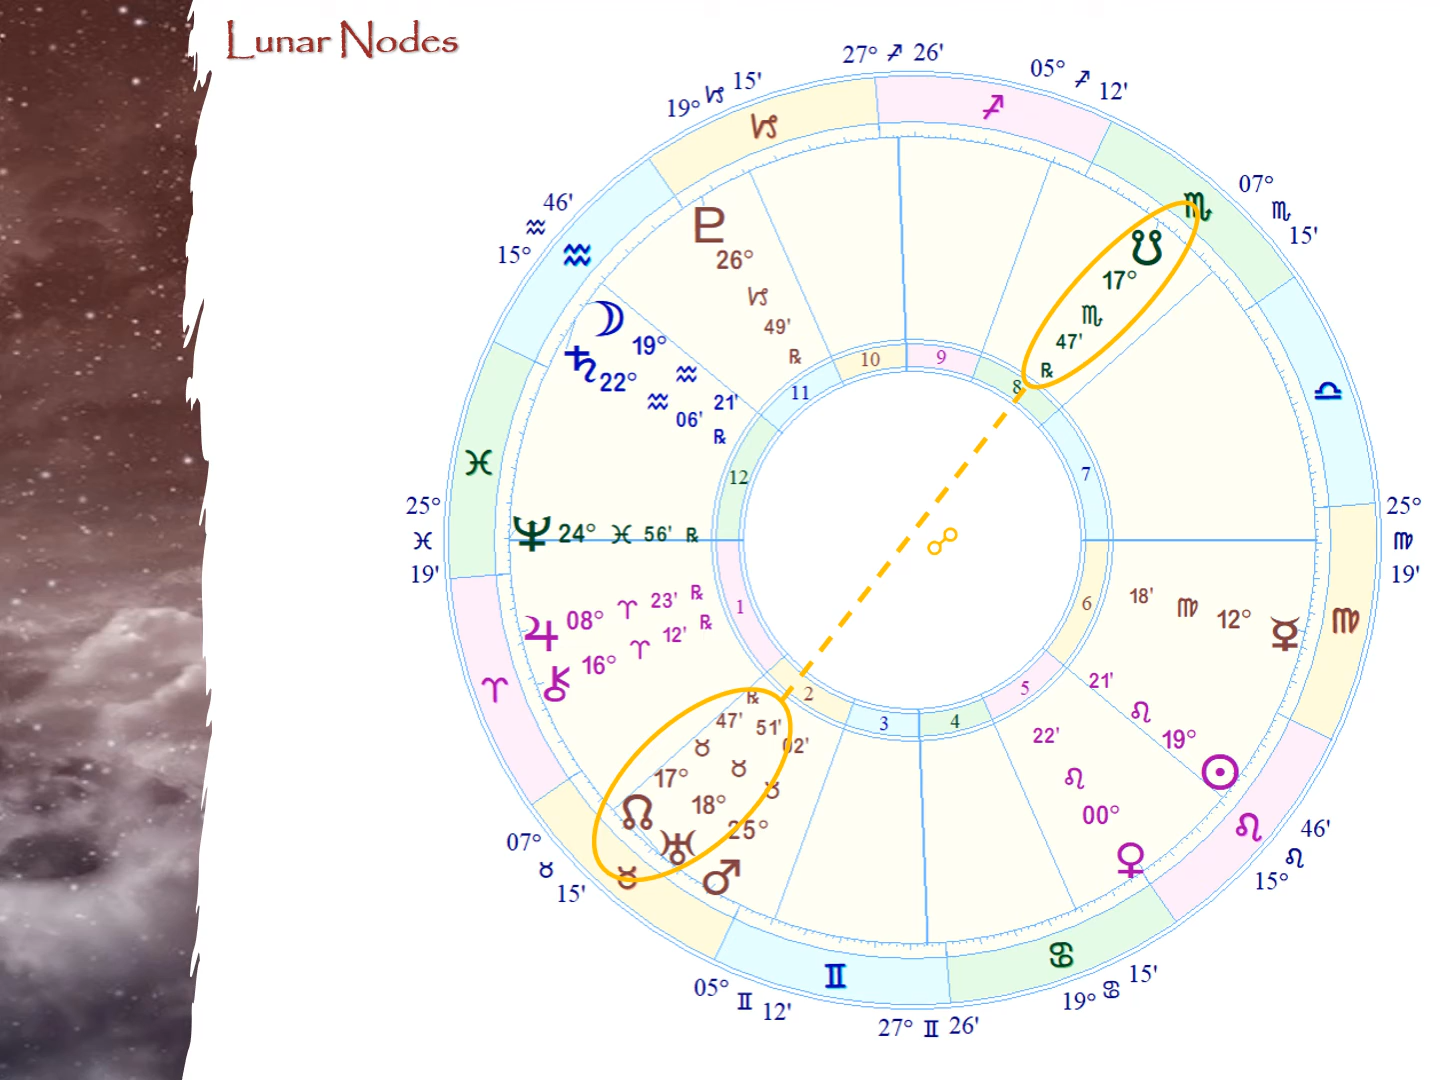 Lunar Nodes
27° ♐ 26'
05° ♐ 12'
19° ♑ 15'
♐
♑
07° ♏ 15'
♏
46' ♒ 15°
♒
♇ 26° ♑ 49' ℞
☋ 17° ♏ 47' ℞
☽ 19° ♒ 21'
♄ 22° ♒ 06' ℞
10
9
11
8
♎
♓
12
7
25° ♓ 19'
25° ♍ 19'
♆ 24° ♓ 56' ℞
☍
♃ 08° ♈ 23' ℞
⚷ 16° ♈ 12' ℞
1
6
18' ♍ 12° ☿
♍
♈
2
3
4
5
☊ 17° ♉ 47' ℞
♅ 18° ♉ 51'
♂ 25° ♉ 02'
21' ♌ 19° ☉
22' ♌ 00° ♀
♌
46' ♌ 15°
07° ♉ 15'
♉
♊
♋
05° ♊ 12'
19° ♋ 15'
27° ♊ 26'